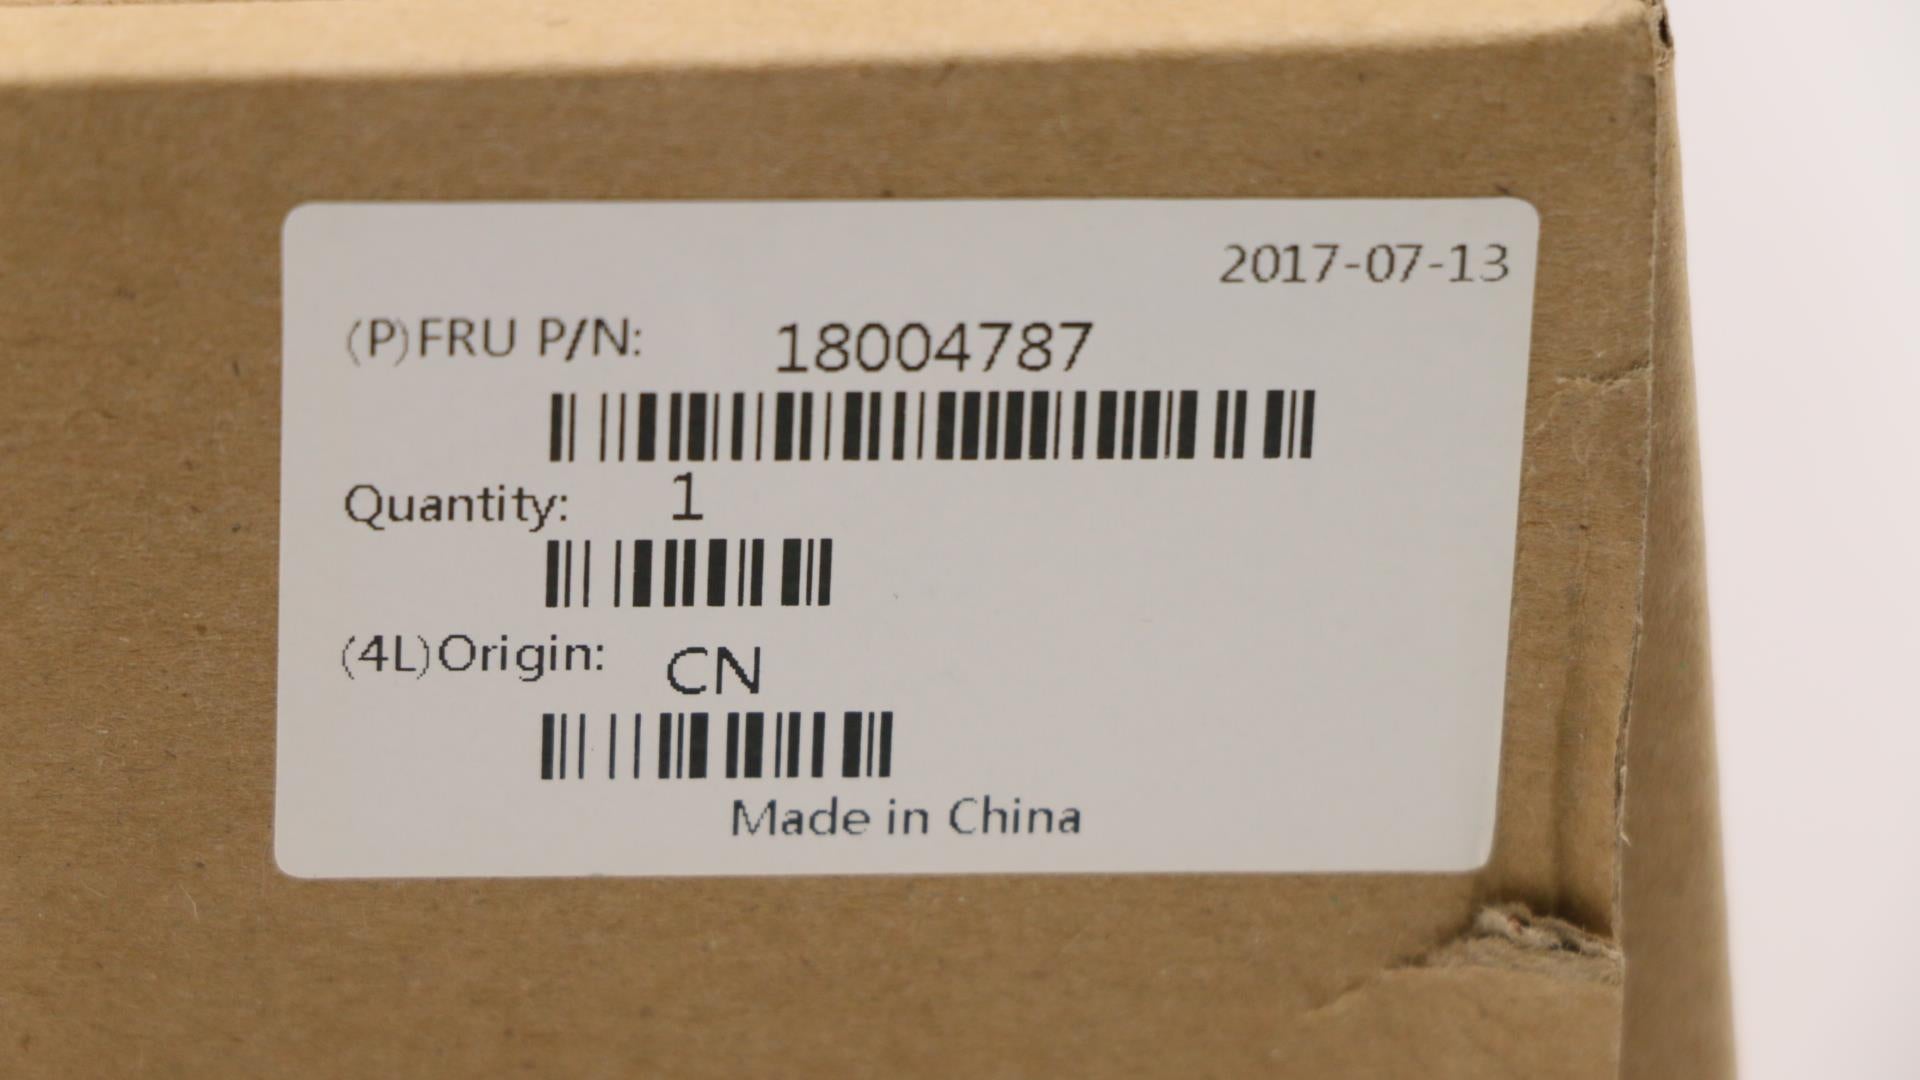 2017-07-13
(P)FRU P/N: 18004787
Quantity: 1
(4L)Origin: CN
Made in China